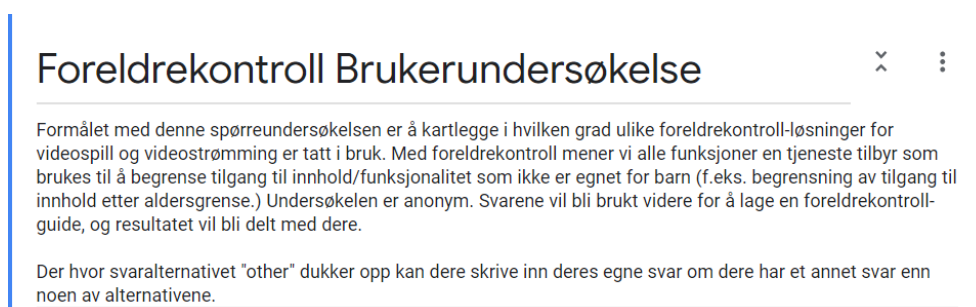 Foreldrekontroll Brukerundersøkelse
Formålet med denne spørreundersøkelsen er å kartlegge i hvilken grad ulike foreldrekontroll-løsninger for
videospill og videostrømming er tatt i bruk. Med foreldrekontroll mener vi alle funksjoner en tjeneste tilbyr som
brukes til å begrense tilgang til innhold/funksjonalitet som ikke er egnet for barn (f.eks. begrensning av tilgang til
innhold etter aldersgrense.) Undersøkelen er anonym. Svarene vil bli brukt videre for å lage en foreldrekontroll-
guide, og resultatet vil bli delt med dere.
Der hvor svaralternativet "other" dukker opp kan dere skrive inn deres egne svar om dere har et annet svar enn
noen av alternativene.